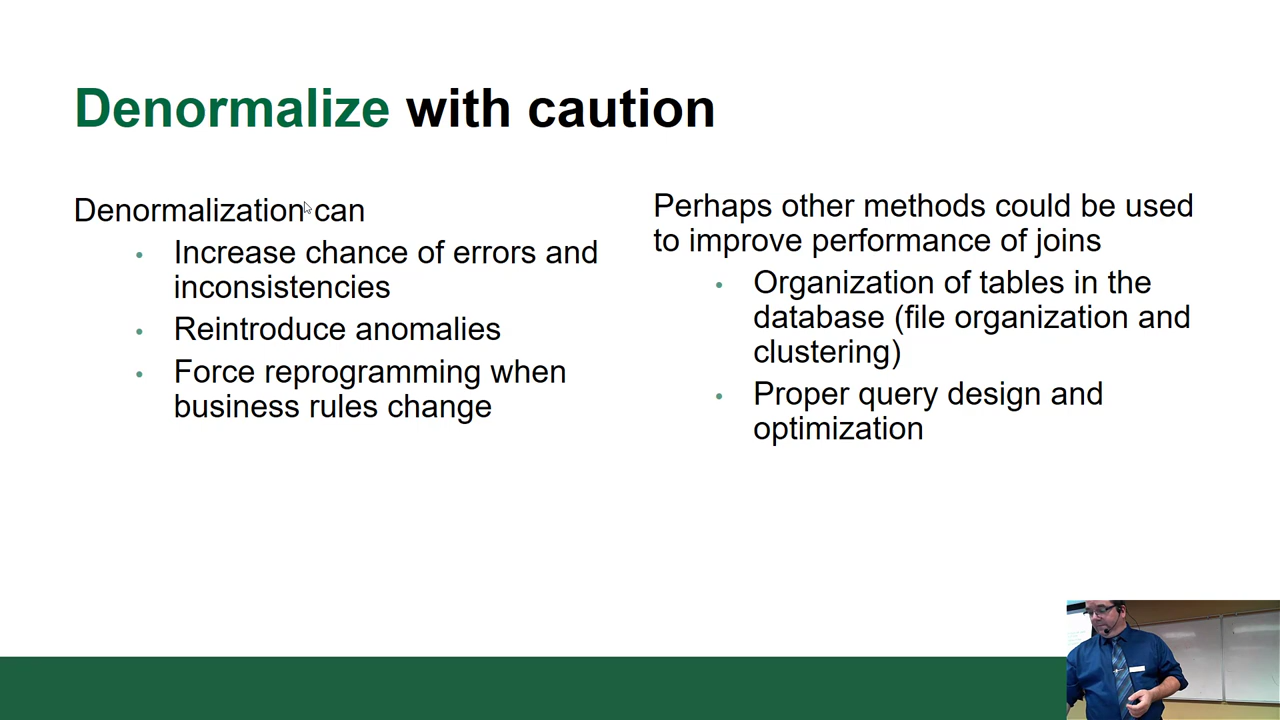 Denormalize with caution
Denormalization can
• Increase chance of errors and
inconsistencies
• Reintroduce anomalies
• Force reprogramming when
business rules change
Perhaps other methods could be used
to improve performance of joins
• Organization of tables in the
database (file organization and
clustering)
• Proper query design and
optimization